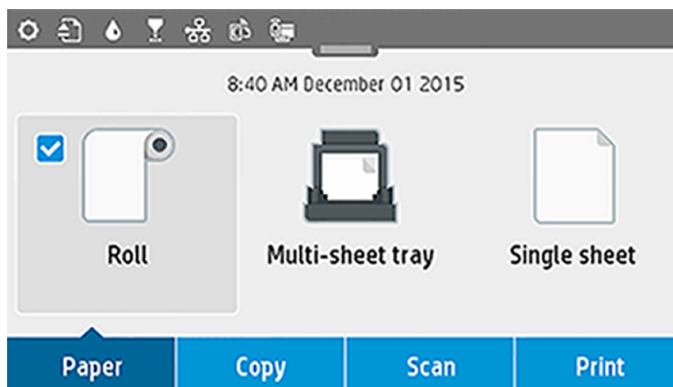 8:40 AM December 01 2015
Roll
Multi-sheet tray
Single sheet
Paper
Copy
Scan
Print